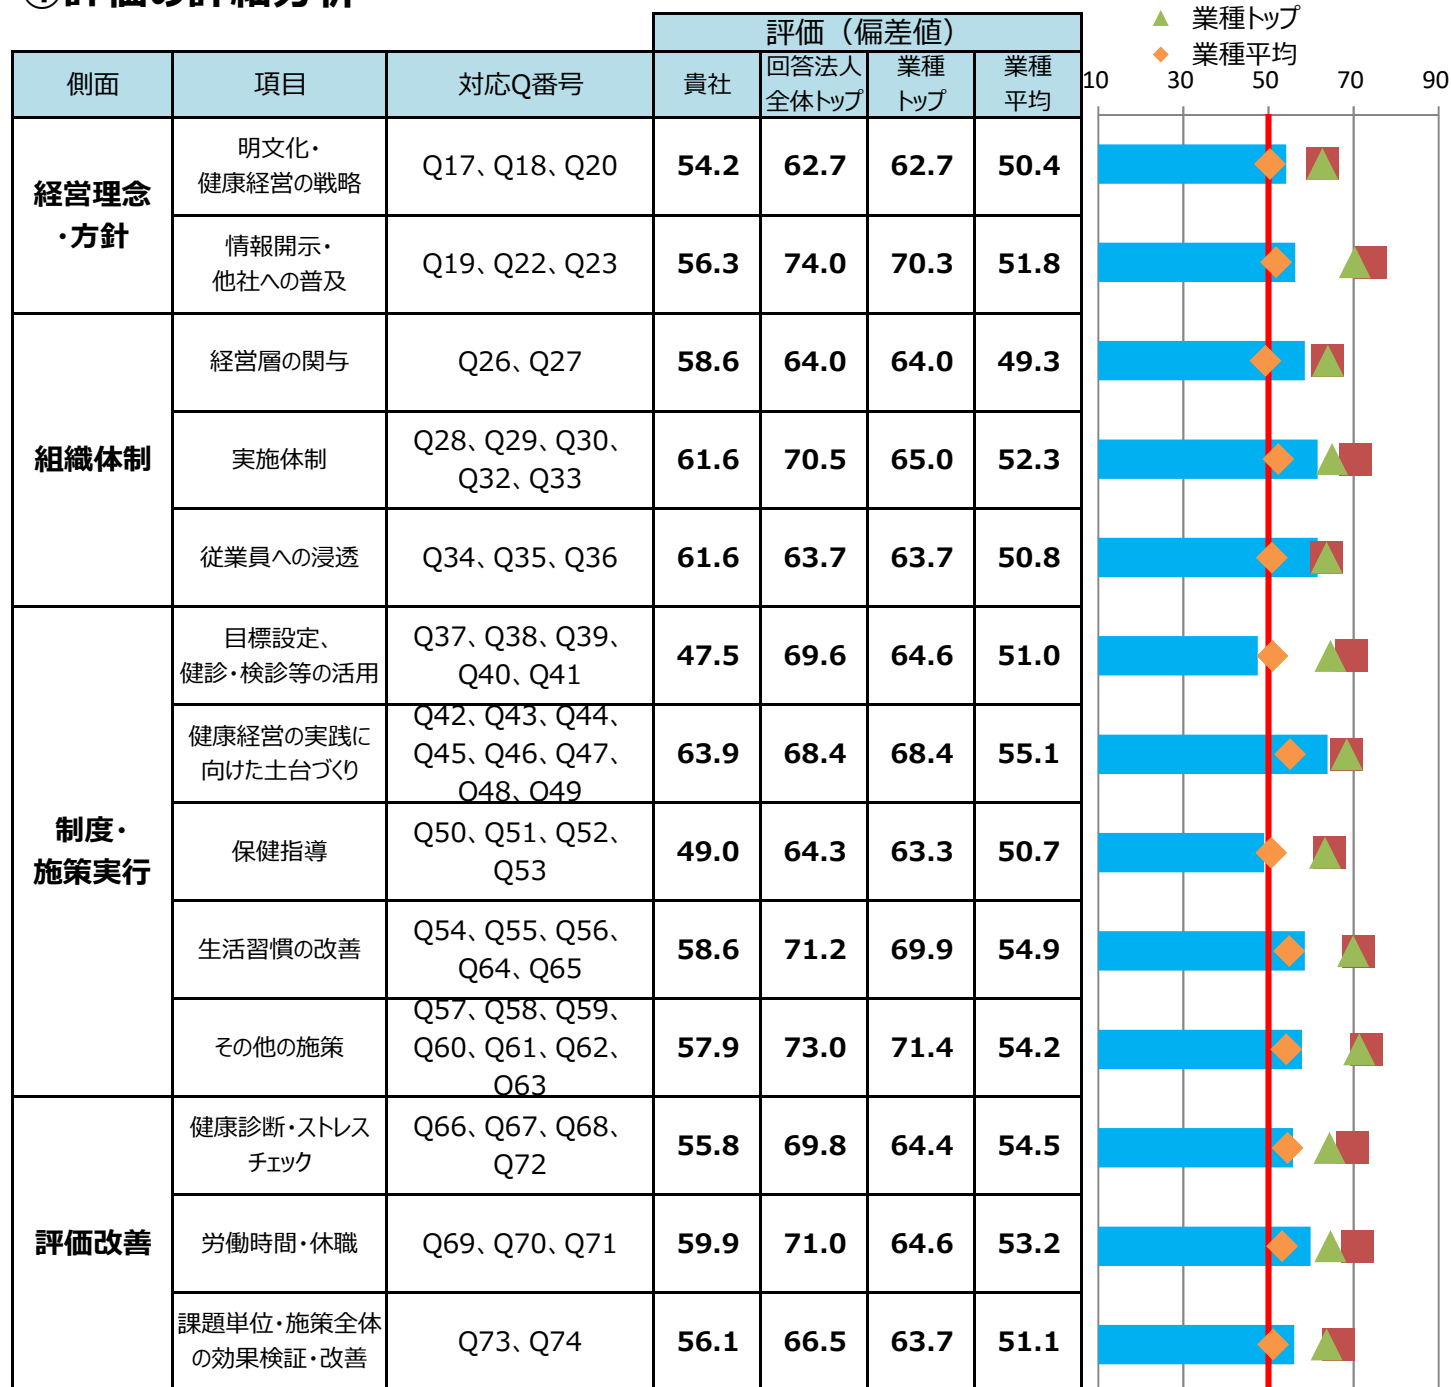 ①評価の詳細分析
業種トップ
業種平均
評価（偏差値）
側面 項目 対応Q番号 貴社 回答法人全体トップ 業種トップ 業種平均
10 30 50 70 90
経営理念・方針
明文化・
健康経営の戦略
Q17、Q18、Q20
54.2 62.7 62.7 50.4
情報開示・
他社への普及
Q19、Q22、Q23
56.3 74.0 70.3 51.8
組織体制
経営層の関与
Q26、Q27
58.6 64.0 64.0 49.3
実施体制
Q28、Q29、Q30、
Q32、Q33
61.6 70.5 65.0 52.3
従業員への浸透
Q34、Q35、Q36
61.6 63.7 63.7 50.8
制度・
施策実行
目標設定、
健診・検診等の活用
Q37、Q38、Q39、
Q40、Q41
47.5 69.6 64.6 51.0
健康経営の実践に
向けた土台づくり
Q42、Q43、Q44、
Q45、Q46、Q47、
Q48、Q49
63.9 68.4 68.4 55.1
保健指導
Q50、Q51、Q52、
Q53
49.0 64.3 63.3 50.7
生活習慣の改善
Q54、Q55、Q56、
Q64、Q65
58.6 71.2 69.9 54.9
その他の施策
Q57、Q58、Q59、
Q60、Q61、Q62、
Q63
57.9 73.0 71.4 54.2
評価改善
健康診断・ストレス
チェック
Q66、Q67、Q68、
Q72
55.8 69.8 64.4 54.5
労働時間・休職
Q69、Q70、Q71
59.9 71.0 64.6 53.2
課題単位・施策全体
の効果検証・改善
Q73、Q74
56.1 66.5 63.7 51.1